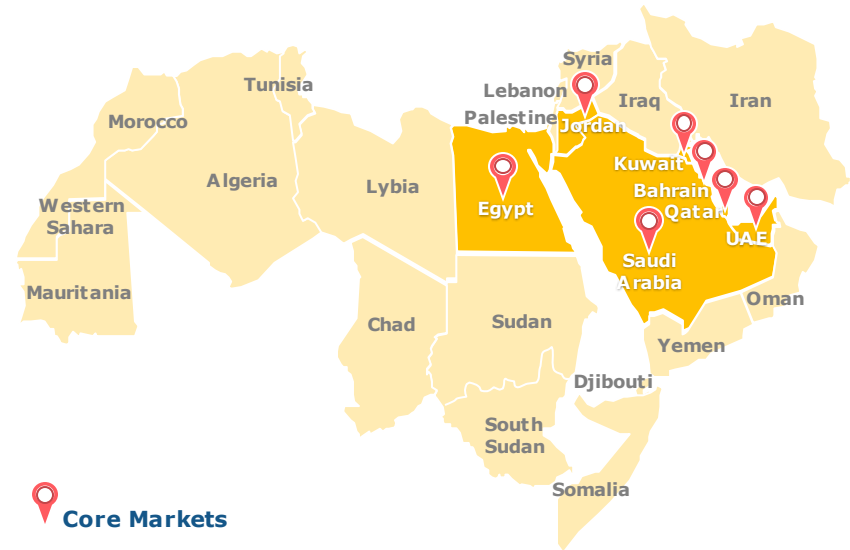 Syria
Tunisia
Lebanon
Iraq
Iran
Palestine
Morocco
Jordan
Kuwait
Algeria
Lybia
Bahrain
Western
Sahara
Egypt
Qatar
UAE
Saudi
Arabia
Mauritania
Oman
Chad
Sudan
Yemen
Djibouti
South
Sudan
Somalia
Core Markets